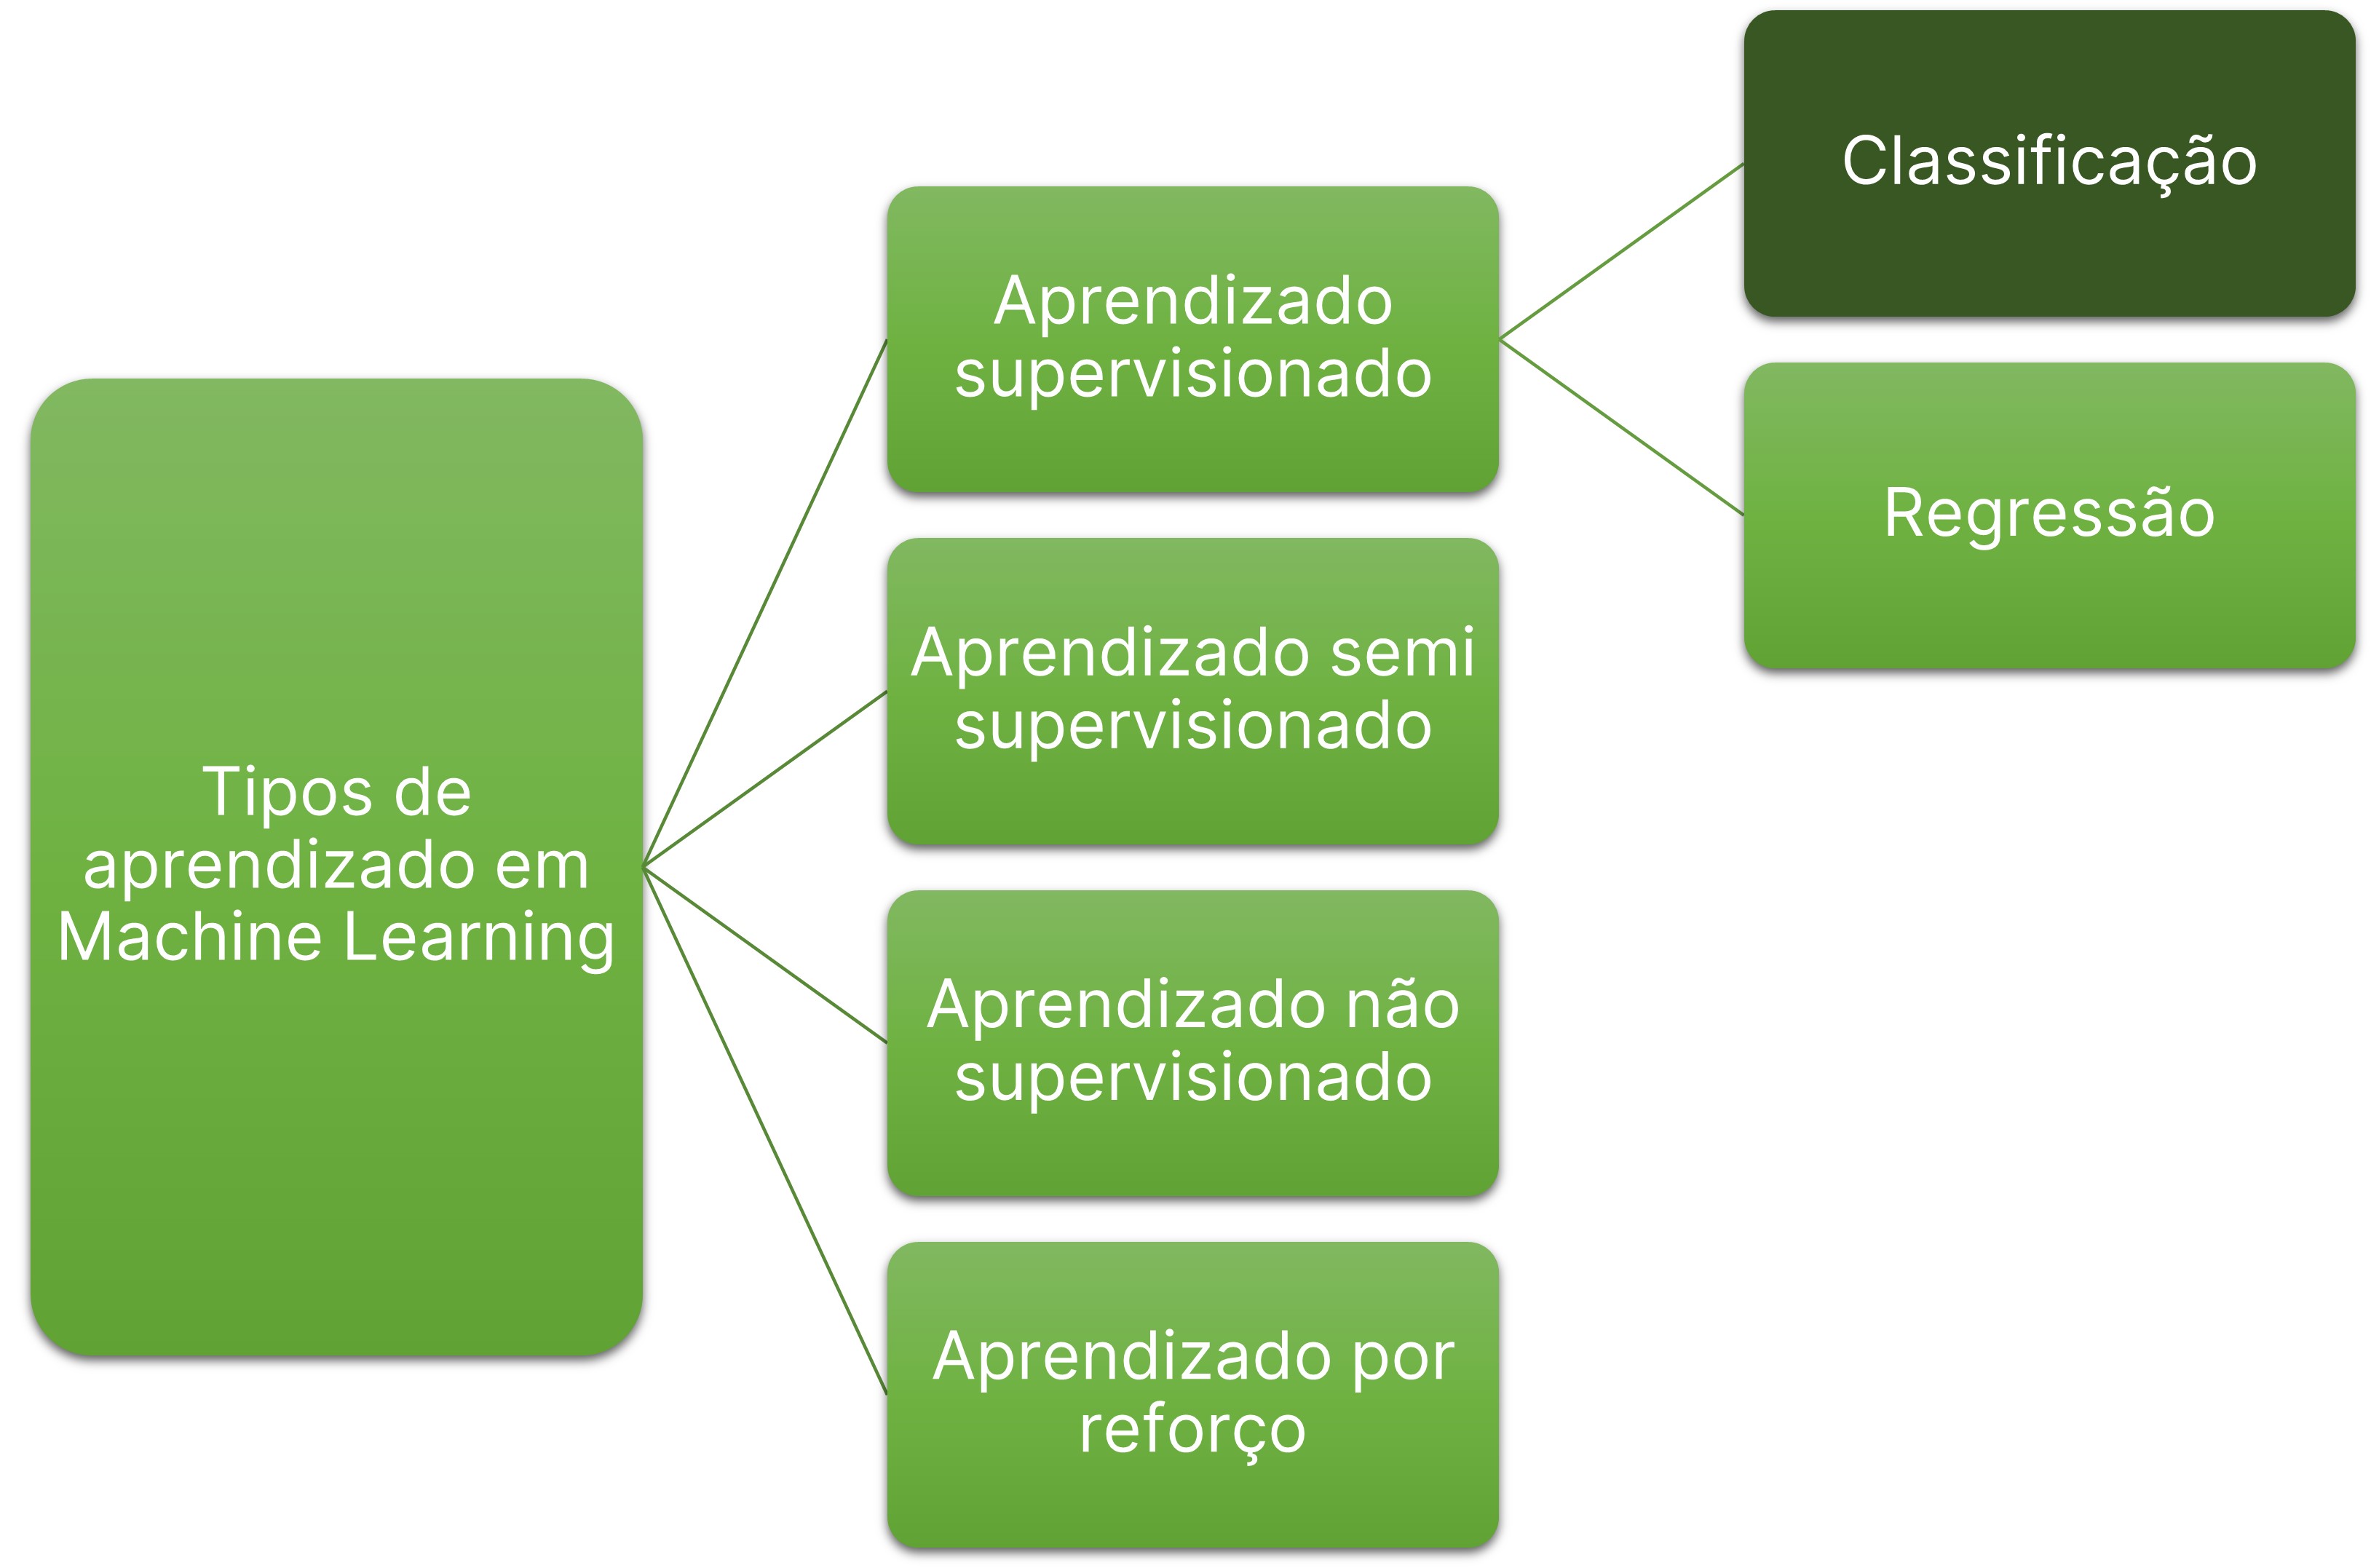 Tipos de
aprendizado em
Machine Learning
Aprendizado
supervisionado
Classificação
Regressão
Aprendizado semi
supervisionado
Aprendizado não
supervisionado
Aprendizado por
reforço